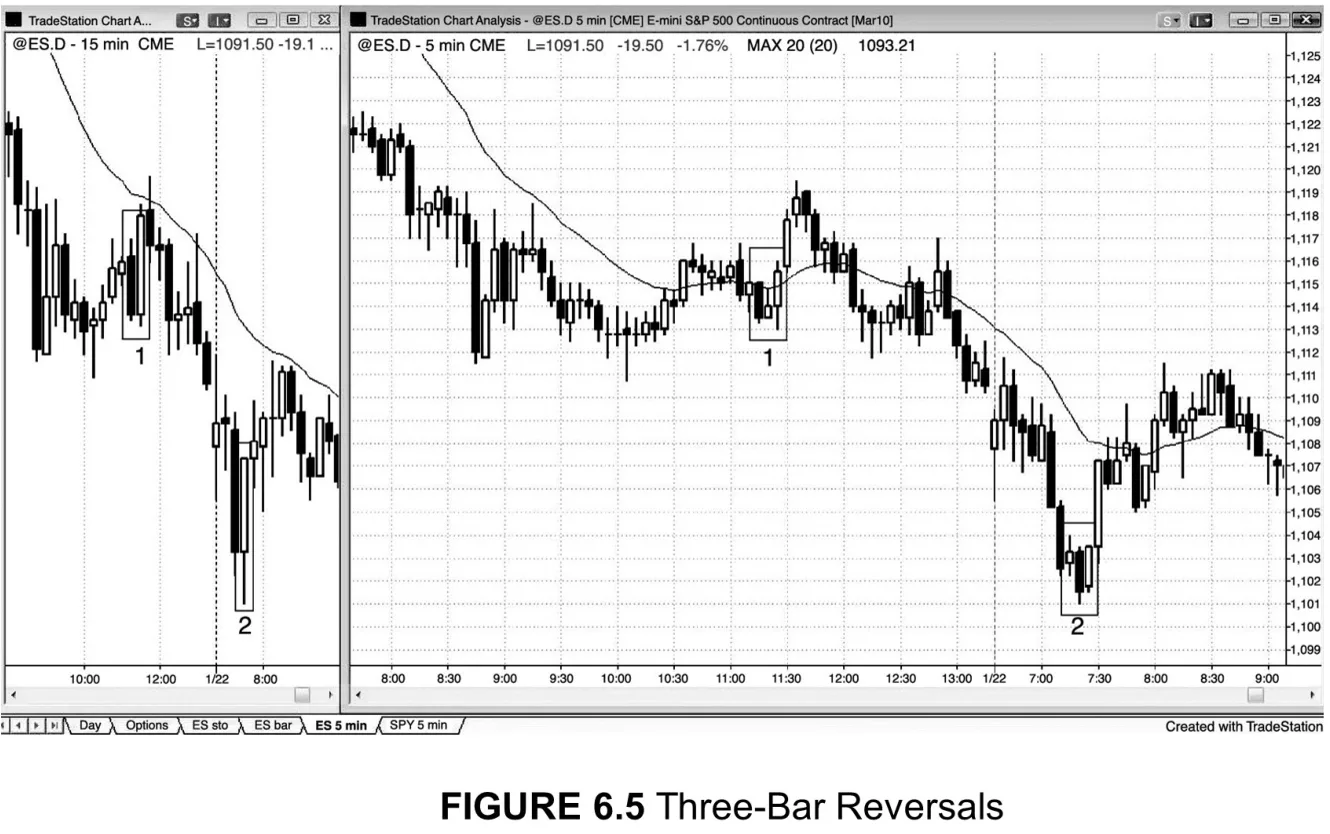 TradeStation Chart A...
S
I
TradeStation Chart Analysis - @ES.D 5 min [CME] E-mini S&P 500 Continuous Contract [Mar10]
S
I
@ES.D - 15 min CME L=1091.50 -19.1 ...
@ES.D - 5 min CME L=1091.50 -19.50 -1.76% MAX 20 (20) 1093.21
1,125
1,124
1,123
1,122
1,121
1,120
1,119
1,118
1,117
1,116
1,115
1,114
1,113
1,112
1,111
1,110
1,109
1,108
1,107
1,106
1,105
1,104
1,103
1,102
1,101
1,100
1,099
1
2
1
2
10:00 12:00 1/22 8:00
8:00 8:30 9:00 9:30 10:00 10:30 11:00 11:30 12:00 12:30 13:00 1/22 7:00 7:30 8:00 8:30 9:00
Day Options ES sto ES bar ES 5 min SPY 5 min
Created with TradeStation
FIGURE 6.5 Three-Bar Reversals